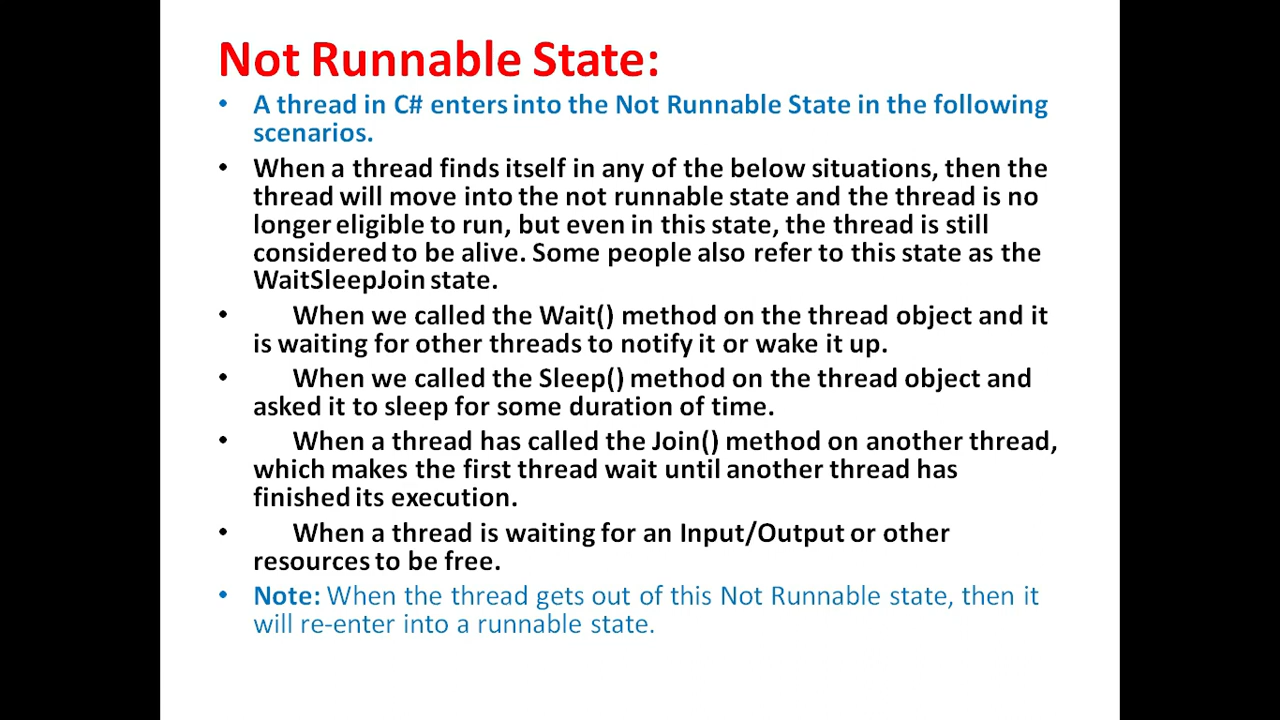 Not Runnable State:
• A thread in C# enters into the Not Runnable State in the following
scenarios.
• When a thread finds itself in any of the below situations, then the
thread will move into the not runnable state and the thread is no
longer eligible to run, but even in this state, the thread is still
considered to be alive. Some people also refer to this state as the
WaitSleepJoin state.
• When we called the Wait() method on the thread object and it
is waiting for other threads to notify it or wake it up.
• When we called the Sleep() method on the thread object and
asked it to sleep for some duration of time.
• When a thread has called the Join() method on another thread,
which makes the first thread wait until another thread has
finished its execution.
• When a thread is waiting for an Input/Output or other
resources to be free.
• Note: When the thread gets out of this Not Runnable state, then it
will re-enter into a runnable state.